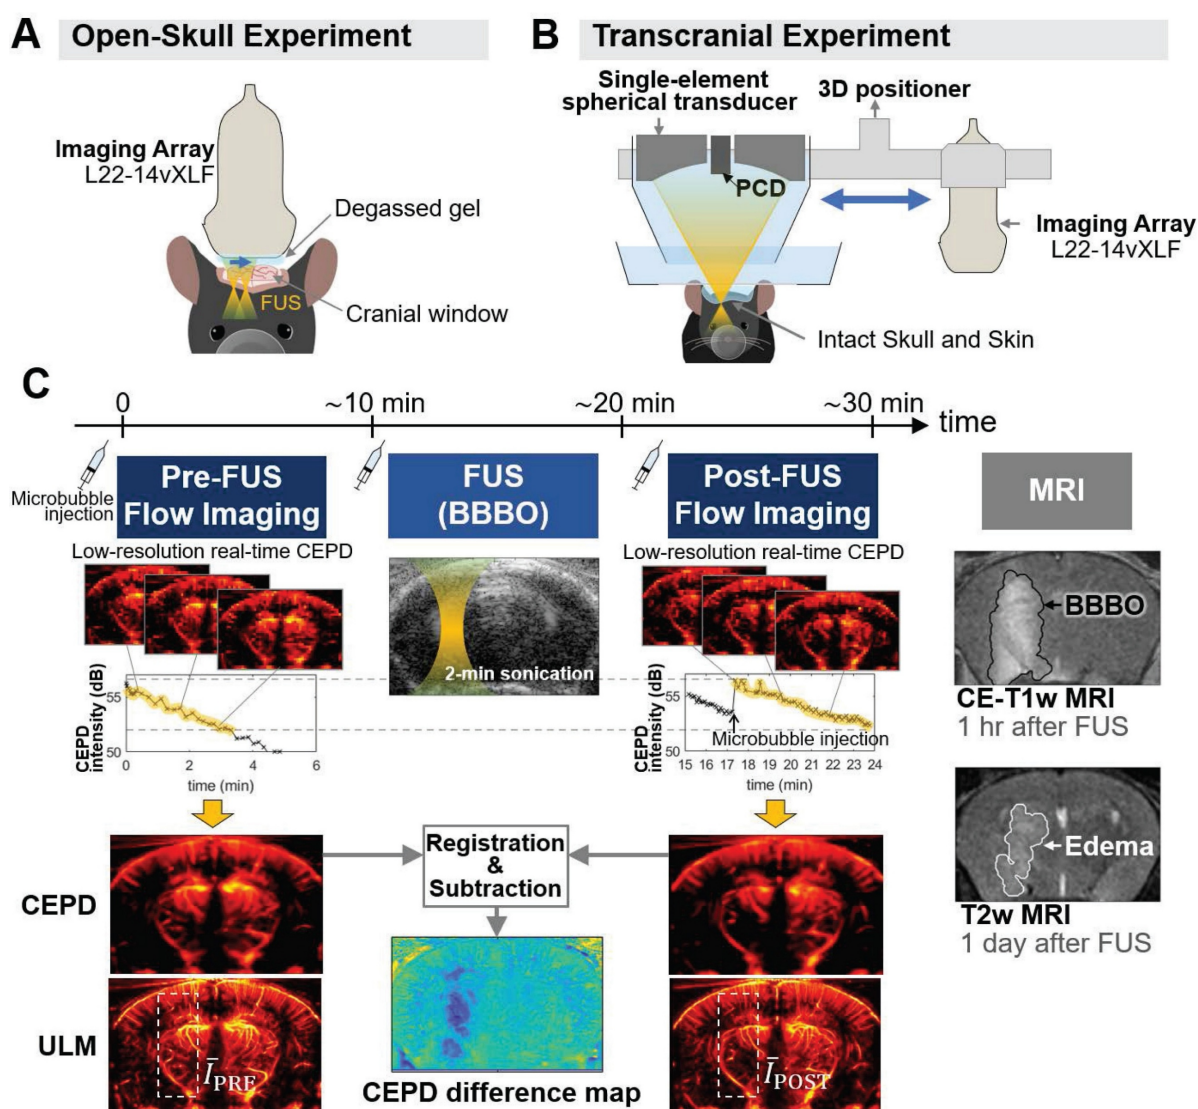 A
Open-Skull Experiment
Imaging Array
L22-14vXLF
Degassed gel
FUS
Cranial window
B
Transcranial Experiment
Single-element
spherical transducer
3D positioner
PCD
Imaging Array
L22-14vXLF
Intact Skull and Skin
C
0
~10 min
~20 min
~30 min
time
Microbubble
injection
Pre-FUS
Flow Imaging
FUS
(BBBO)
Post-FUS
Flow Imaging
MRI
Low-resolution real-time CEPD
2-min sonication
Low-resolution real-time CEPD
CEPD
intensity (dB)
55
50
0 2 4 6
time (min)
CEPD
intensity (dB)
55
50
Microbubble injection
15 16 17 18 19 20 21 22 23 24
time (min)
BBBO
CE-T1w MRI
1 hr after FUS
Edema
T2w MRI
1 day after FUS
CEPD
Registration
&
Subtraction
ULM
I̅PRE
CEPD difference map
I̅POST